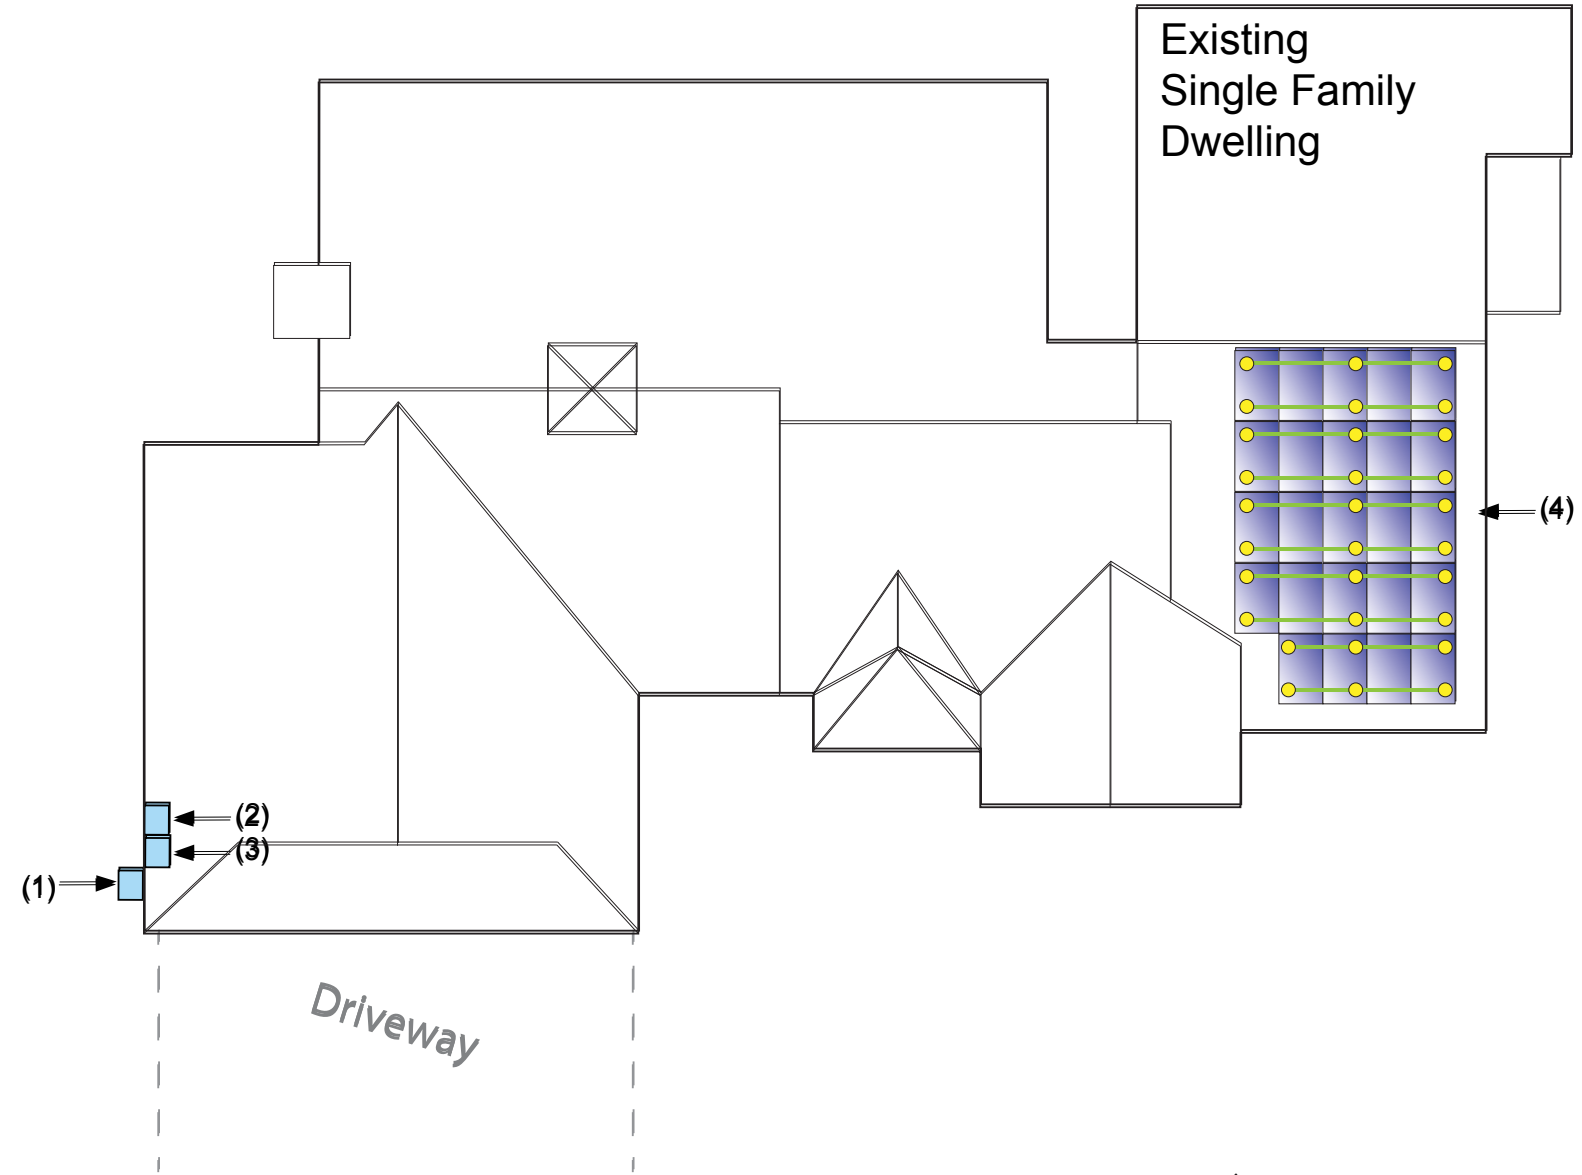 Existing
Single Family
Dwelling
(4)
(2)
(3)
(1)
Driveway